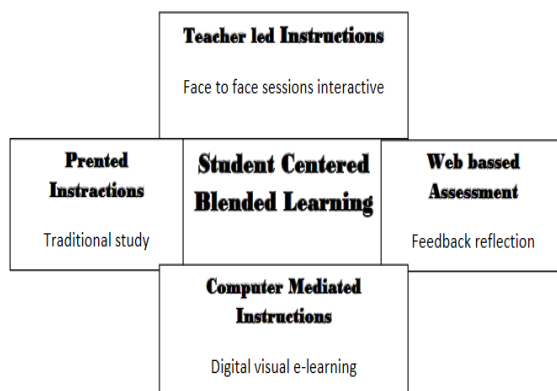 Teacher led Instructions
Face to face sessions interactive
Prented
Instractions
Traditional study
Student Centered
Blended Learning
Web bassed
Assessment
Feedback reflection
Computer Mediated
Instructions
Digital visual e-learning